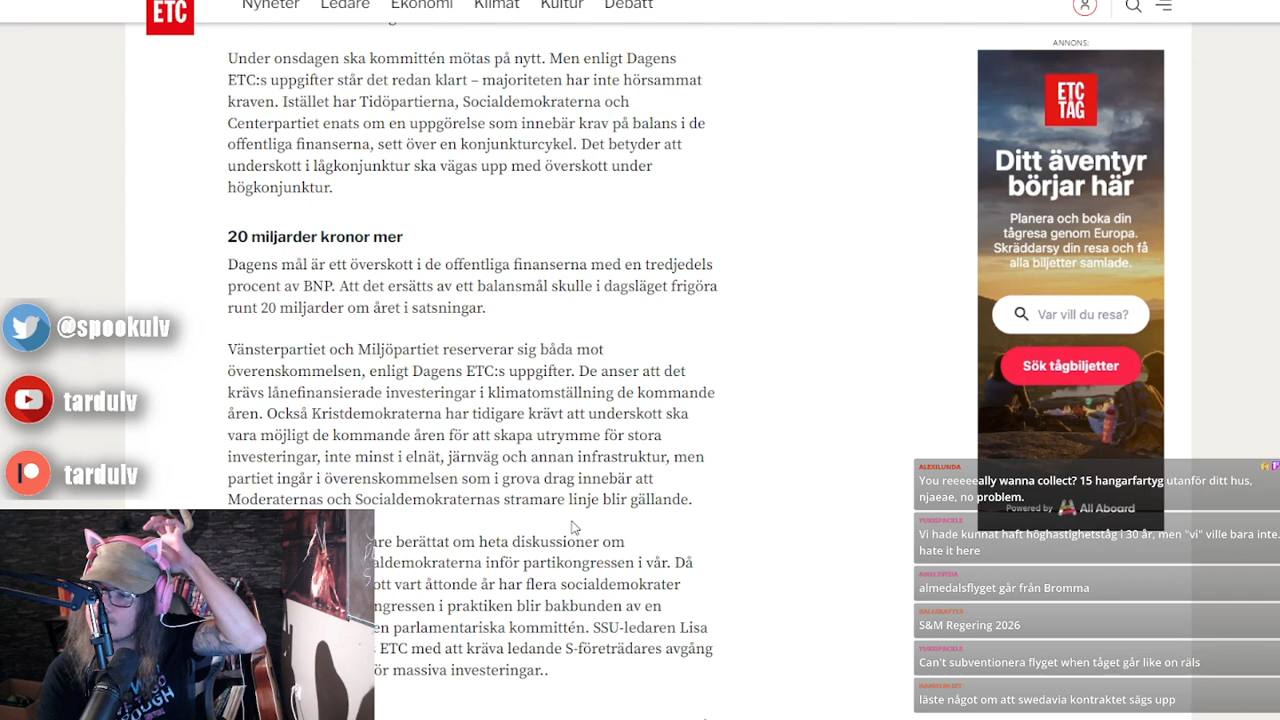 ETC
Nyheter Ledare Ekonomi Klimat Kultur Debatt
Under onsdagen ska kommittén mötas på nytt. Men enligt Dagens
ETC:s uppgifter står det redan klart – majoriteten har inte hörsammat
kraven. Istället har Tidöpartierna, Socialdemokraterna och
Centerpartiet enats om en uppgörelse som innebär krav på balans i de
offentliga finanserna, sett över en konjunkturcykel. Det betyder att
underskott i lågkonjunktur ska vägas upp med överskott under
högkonjunktur.
20 miljarder kronor mer
Dagens mål är ett överskott i de offentliga finanserna med en tredjedels
procent av BNP. Att det ersätts av ett balansmål skulle i dagsläget frigöra
runt 20 miljarder om året i satsningar.
Vänsterpartiet och Miljöpartiet reserverar sig båda mot
överenskommelsen, enligt Dagens ETC:s uppgifter. De anser att det
krävs lånefinansierade investeringar i klimatomställning de kommande
åren. Också Kristdemokraterna har tidigare krävt att underskott ska
vara möjligt de kommande åren för att skapa utrymme för stora
investeringar, inte minst i elnät, järnväg och annan infrastruktur, men
partiet ingår i överenskommelsen som i grova drag innebär att
Moderaternas och Socialdemokraternas stramare linje blir gällande.
are berättat om heta diskussioner om
aldemokraterna inför partikongressen i vår. Då
ott vart åttonde år har flera socialdemokrater
ngressen i praktiken blir bakbunden av en
en parlamentariska kommittén. SSU-ledaren Lisa
ETC med att kräva ledande S-företrädares avgång
ör massiva investeringar..
@spookulv
tardulv
tardulv
ANNONS:
ETC
TAG
Ditt äventyr
börjar här
Planera och boka din
tågresa genom Europa.
Skräddarsy din resa och få
alla biljetter samlade.
Var vill du resa?
Sök tågbiljetter
Powered by All Aboard
ALEXILUNDA
You reeeeeally wanna collect? 15 hangarfartyg utanför ditt hus,
njaeae, no problem.
Vi hade kunnat haft höghastighetståg i 30 år, men "vi" ville bara inte.
hate it here
almedalsflyget går från Bromma
S&M Regering 2026
Can't subventionera flyget when tåget går like on räls
läste något om att swedavia kontraktet sägs upp